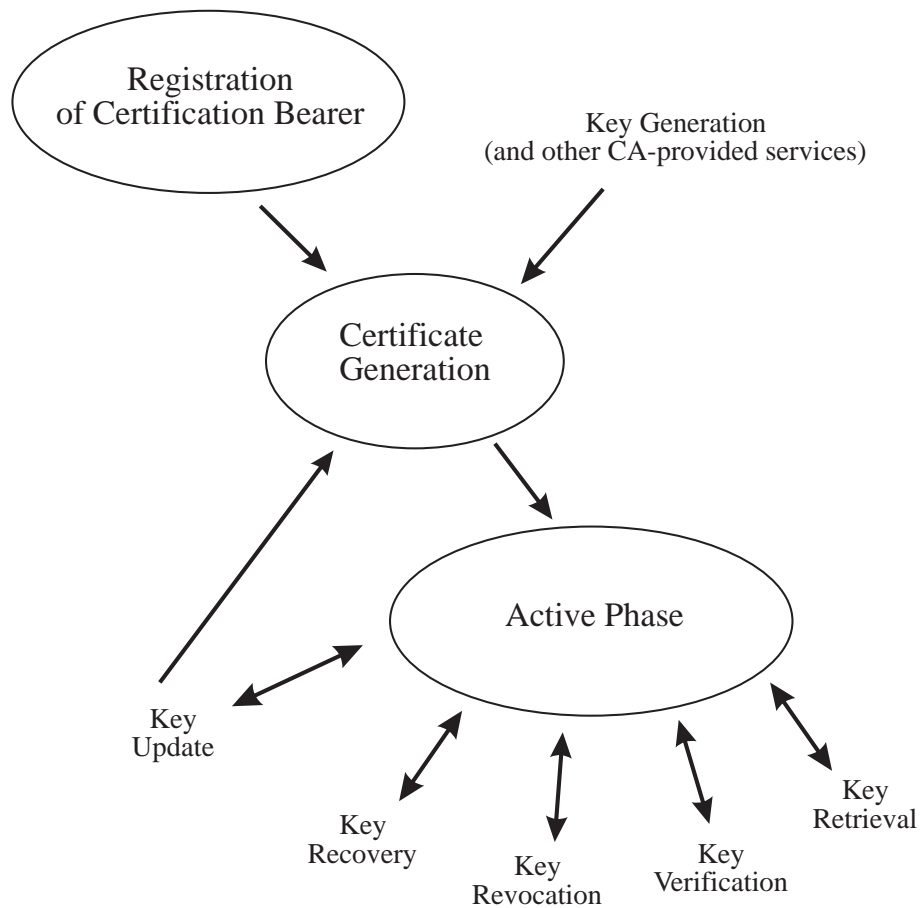 Registration
of Certification Bearer
Key Generation
(and other CA-provided services)
Certificate
Generation
Active Phase
Key
Update
Key
Recovery
Key
Revocation
Key
Verification
Key
Retrieval